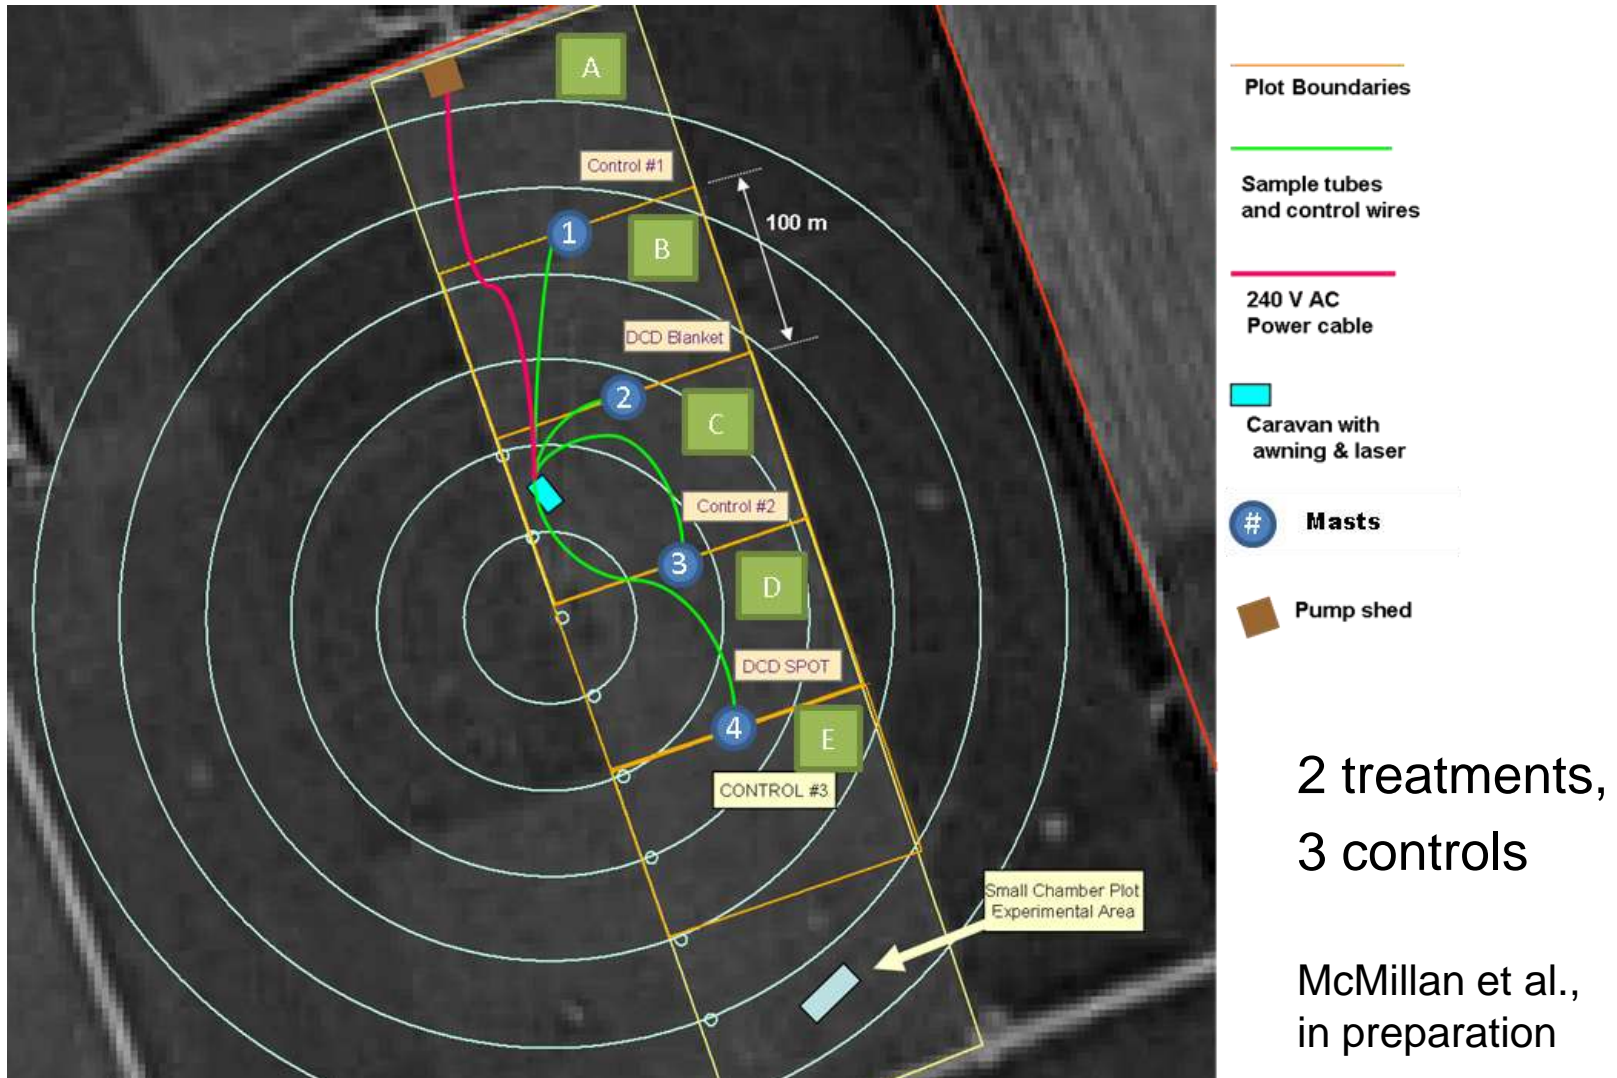 A
Control #1
1
B
100 m
DCD Blanket
2
C
Control #2
3
D
DCD SPOT
4
E
CONTROL #3
Small Chamber Plot
Experimental Area
Plot Boundaries
Sample tubes
and control wires
240 V AC
Power cable
Caravan with
awning & laser
# Masts
Pump shed
2 treatments,
3 controls
McMillan et al.,
in preparation